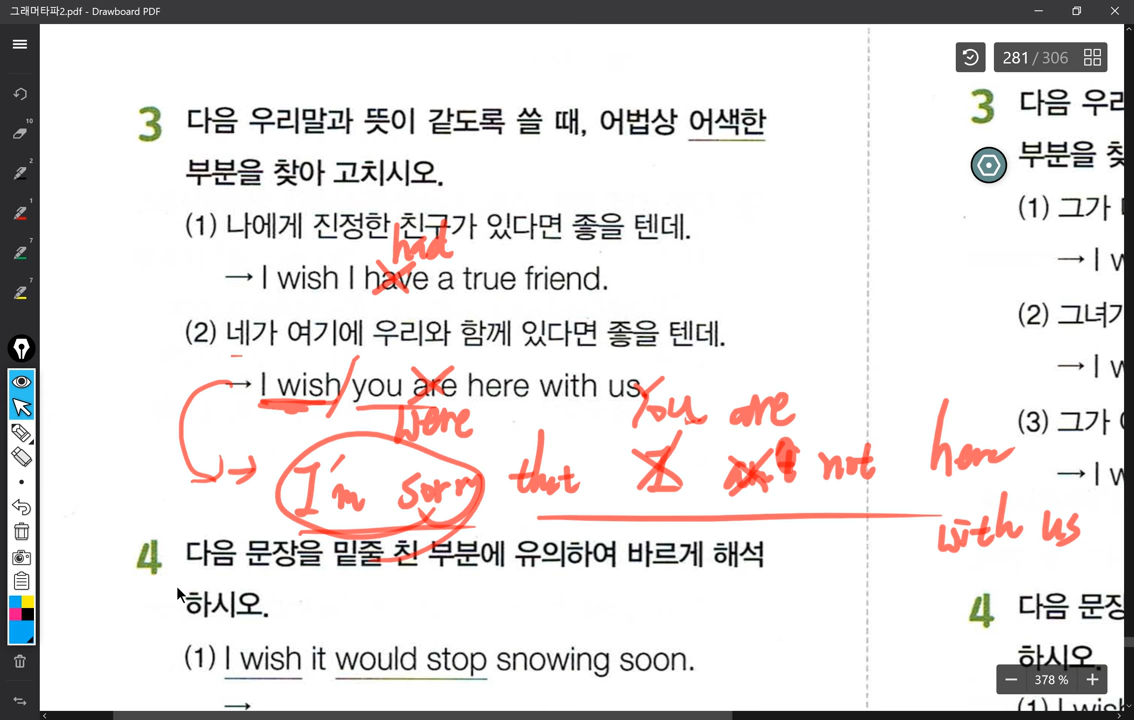 그래머타파2.pdf - Drawboard PDF
281 / 306
3 다음 우리말과 뜻이 같도록 쓸 때, 어법상 어색한
부분을 찾아 고치시오.
(1) 나에게 진정한 친구가 있다면 좋을 텐데.
had
→ I wish I have a true friend.
(2) 네가 여기에 우리와 함께 있다면 좋을 텐데.
→ I wish you are here with us.
were
You are
I'm sorry that I not here
with us
4 다음 문장을 밑줄 친 부분에 유의하여 바르게 해석
하시오.
(1) I wish it would stop snowing soon.
→
3 다음 우리
부분을 찾
(1) 그가
→ I w
(2) 그녀가
→ I w
(3) 그가
→ I w
4 다음 문장
하시오.
(1) I wish
378 %
10
2
1
7
7